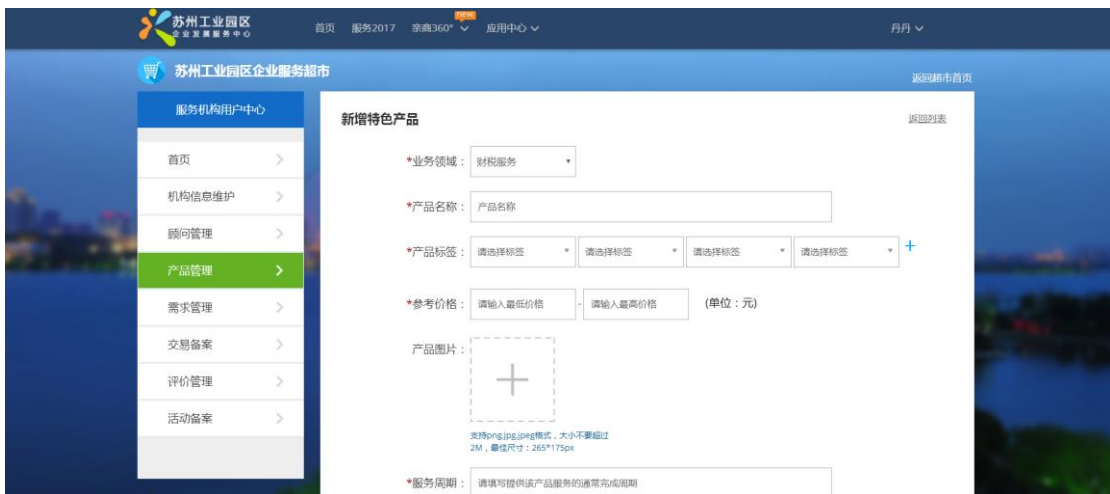 苏州工业园区
企业发展服务中心
首页 服务2017 亲商360° new 应用中心 丹丹
苏州工业园区企业服务超市
返回超市首页
服务机构用户中心
新增特色产品
返回列表
首页
机构信息维护
顾问管理
产品管理
需求管理
交易备案
评价管理
活动备案
*业务领域： 财税服务
*产品名称： 产品名称
*产品标签： 请选择标签 请选择标签 请选择标签 请选择标签 +
*参考价格： 请输入最低价格 - 请输入最高价格 (单位：元)
产品图片：
支持png,jpg,jpeg格式，大小不要超过
2M，最佳尺寸：265*175px
*服务周期： 请填写提供该产品服务的通常完成周期